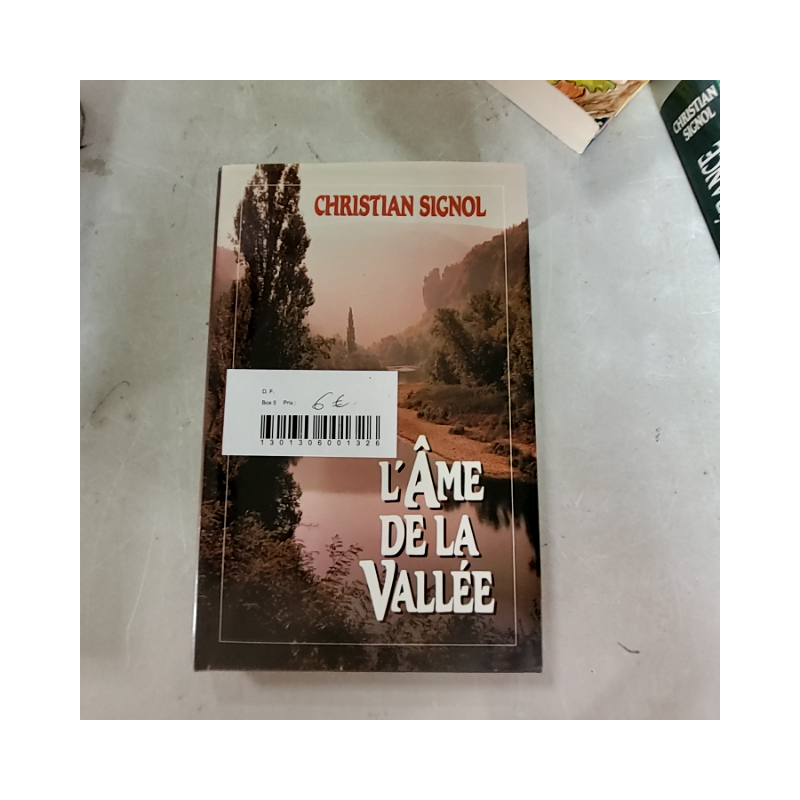 CHRISTIAN SIGNOL
D. F.
Box 5 Prix : 6 €
1301306001326
L'ÂME
DE LA
VALLÉE
CHRISTIAN
SIGNOL